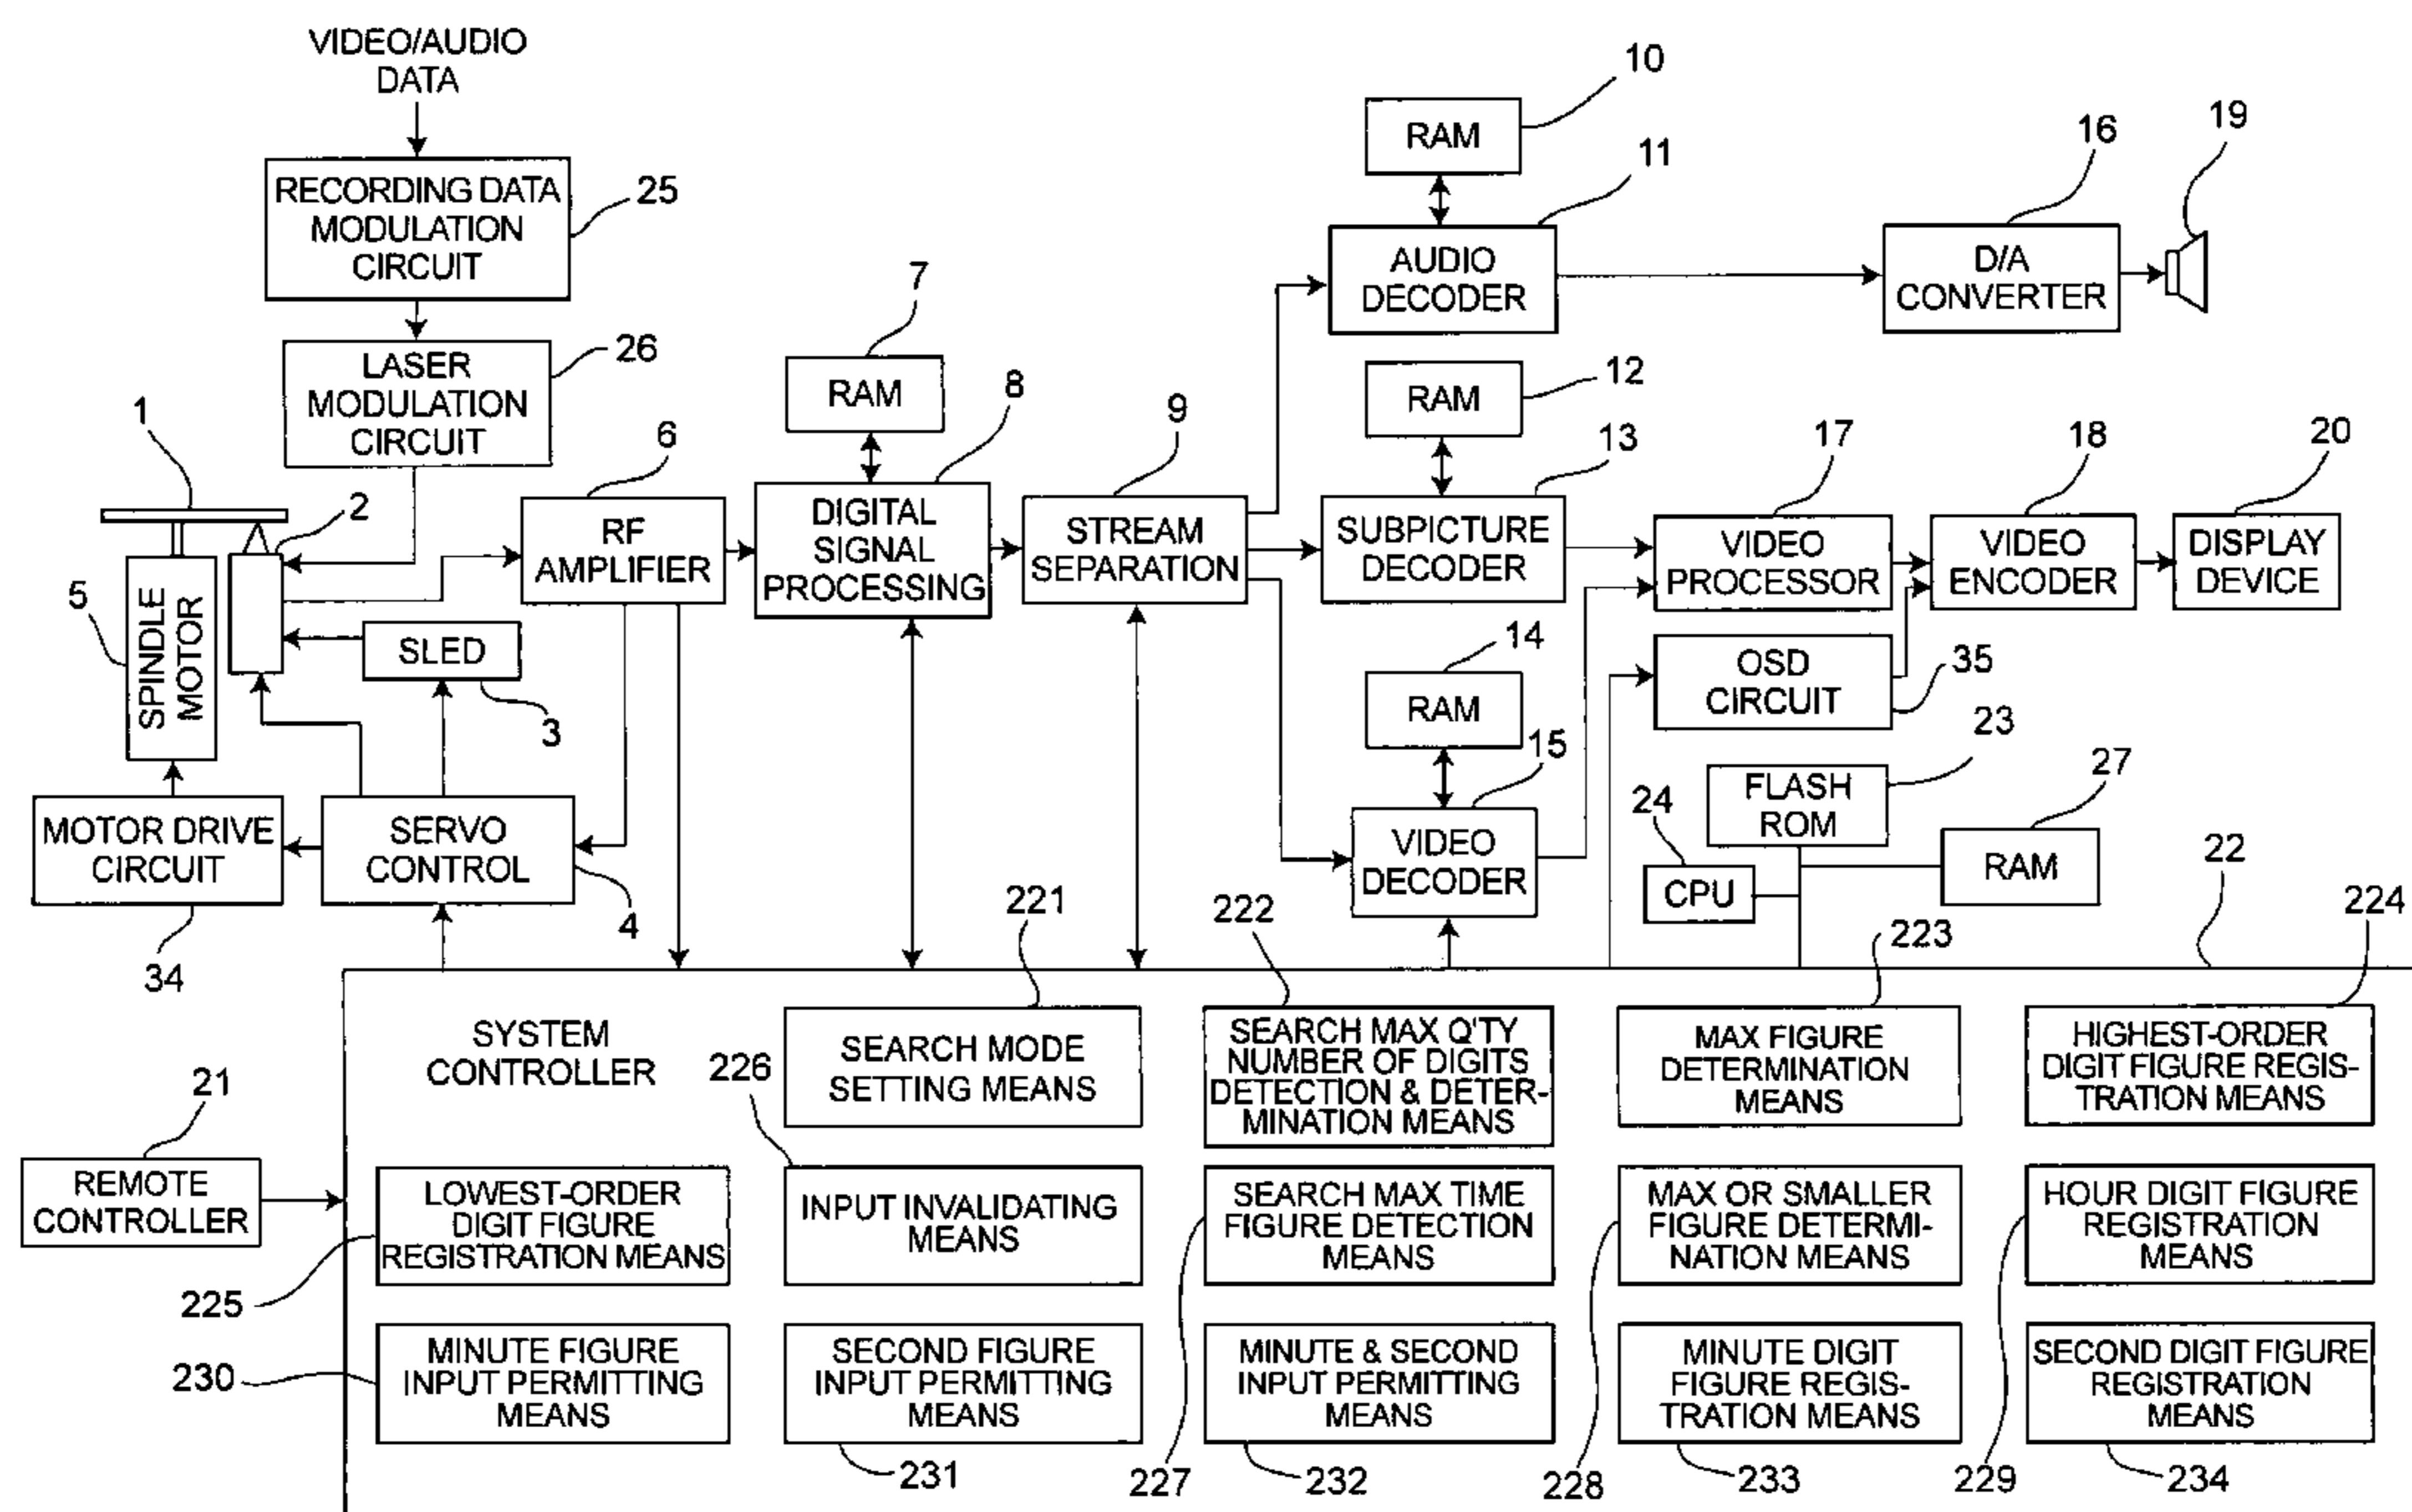 VIDEO/AUDIO
DATA
RECORDING DATA
MODULATION
CIRCUIT
25
LASER
MODULATION
CIRCUIT
26
1
2
5
SPINDLE
MOTOR
SLED
3
MOTOR DRIVE
CIRCUIT
34
SERVO
CONTROL
4
6
RF
AMPLIFIER
7
RAM
8
DIGITAL
SIGNAL
PROCESSING
9
STREAM
SEPARATION
10
RAM
11
AUDIO
DECODER
16
D/A
CONVERTER
19
12
RAM
13
SUBPICTURE
DECODER
14
RAM
15
VIDEO
DECODER
17
VIDEO
PROCESSOR
18
VIDEO
ENCODER
20
DISPLAY
DEVICE
OSD
CIRCUIT
35
23
FLASH
ROM
24
CPU
27
RAM
22
21
REMOTE
CONTROLLER
SYSTEM
CONTROLLER
221
SEARCH MODE
SETTING MEANS
222
SEARCH MAX Q'TY
NUMBER OF DIGITS
DETECTION & DETER-
MINATION MEANS
223
MAX FIGURE
DETERMINATION
MEANS
224
HIGHEST-ORDER
DIGIT FIGURE REGIS-
TRATION MEANS
LOWEST-ORDER
DIGIT FIGURE
REGISTRATION MEANS
225
226
INPUT INVALIDATING
MEANS
SEARCH MAX TIME
FIGURE DETECTION
MEANS
227
MAX OR SMALLER
FIGURE DETERMI-
NATION MEANS
228
HOUR DIGIT FIGURE
REGISTRATION
MEANS
229
230
MINUTE FIGURE
INPUT PERMITTING
MEANS
SECOND FIGURE
INPUT PERMITTING
MEANS
231
MINUTE & SECOND
INPUT PERMITTING
MEANS
232
MINUTE DIGIT
FIGURE REGIS-
TRATION MEANS
233
SECOND DIGIT FIGURE
REGISTRATION
MEANS
234